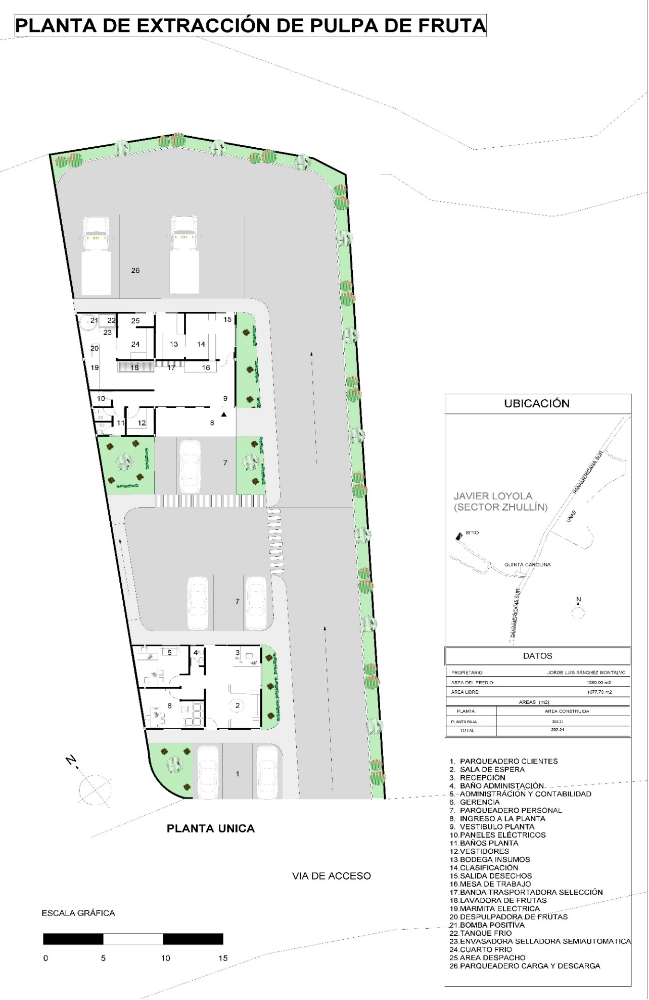 PLANTA DE EXTRACCIÓN DE PULPA DE FRUTA
26
21
22
25
15
23
20
24
13
14
19
18
17
16
10
9
11
12
8
7
7
5
4
3
6
2
1
N
PLANTA UNICA
VIA DE ACCESO
ESCALA GRÁFICA
0
5
10
15
UBICACIÓN
PANAMERICANA SUR
JAVIER LOYOLA
(SECTOR ZHULLÍN)
UNAE
SITIO
QUINTA CAROLINA
PANAMERICANA SUR
N
DATOS
PROPIETARIO: JORGE LUIS SÁNCHEZ MONTALVO
AREA DEL PREDIO: 1280.00 m2
AREA LIBRE: 1077.79 m2
AREAS (m2)
PLANTA AREA CONSTRUIDA
PLANTA BAJA 202.21
TOTAL 202.21
1. PARQUEADERO CLIENTES
2. SALA DE ESPERA
3. RECEPCIÓN
4. BAÑO ADMINISTACIÓN
5. ADMINISTRACIÓN Y CONTABILIDAD
6. GERENCIA
7. PARQUEADERO PERSONAL
8. INGRESO A LA PLANTA
9. VESTIBULO PLANTA
10.PANELES ELÉCTRICOS
11.BAÑOS PLANTA
12.VESTIDORES
13.BODEGA INSUMOS
14.CLASIFICACIÓN
15.SALIDA DESECHOS
16.MESA DE TRABAJO
17.BANDA TRASPORTADORA SELECCIÓN
18.LAVADORA DE FRUTAS
19.MARMITA ELECTRICA
20.DESPULPADORA DE FRUTAS
21.BOMBA POSITIVA
22.TANQUE FRIO
23.ENVASADORA SELLADORA SEMIAUTOMATICA
24.CUARTO FRIO
25.AREA DESPACHO
26.PARQUEADERO CARGA Y DESCARGA